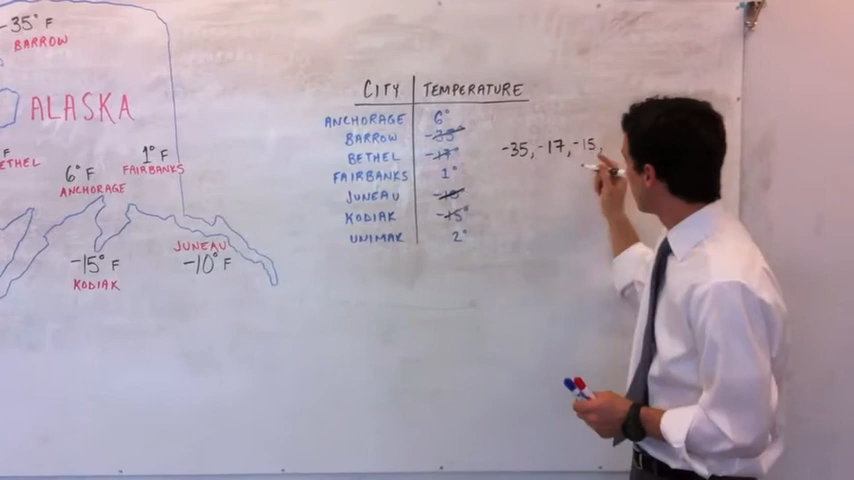 -35° F
BARROW
ALASKA
ETHEL
F
6° F
ANCHORAGE
1° F
FAIRBANKS
-15° F
KODIAK
JUNEAU
-10° F
CITY TEMPERATURE
ANCHORAGE 6°
BARROW -35°
BETHEL -17°
FAIRBANKS 1°
JUNEAU -10°
KODIAK -15°
UNIMAK 2°
-35, -17, -15,